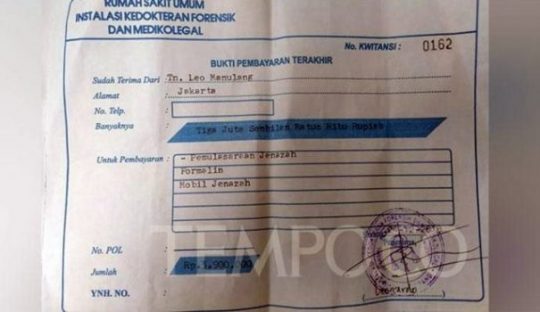 RUMAH SAKIT UMUM
INSTALASI KEDOKTERAN FORENSIK
DAN MEDIKOLEGAL
No. KWITANSI : 0162
BUKTI PEMBAYARAN TERAKHIR
Sudah Terima Dari : Tn. Leo Manulang
Alamat : Jakarta
No. Telp. :
Banyaknya : Tiga Juta Sembilan Ratus Ribu Rupiah
Untuk Pembayaran : - Pemulasaraan Jenazah
Formalin
Mobil Jenazah
TEMPO.CO
No. POL :
Jumlah : Rp. 3,900, 00
YNH. NO. :